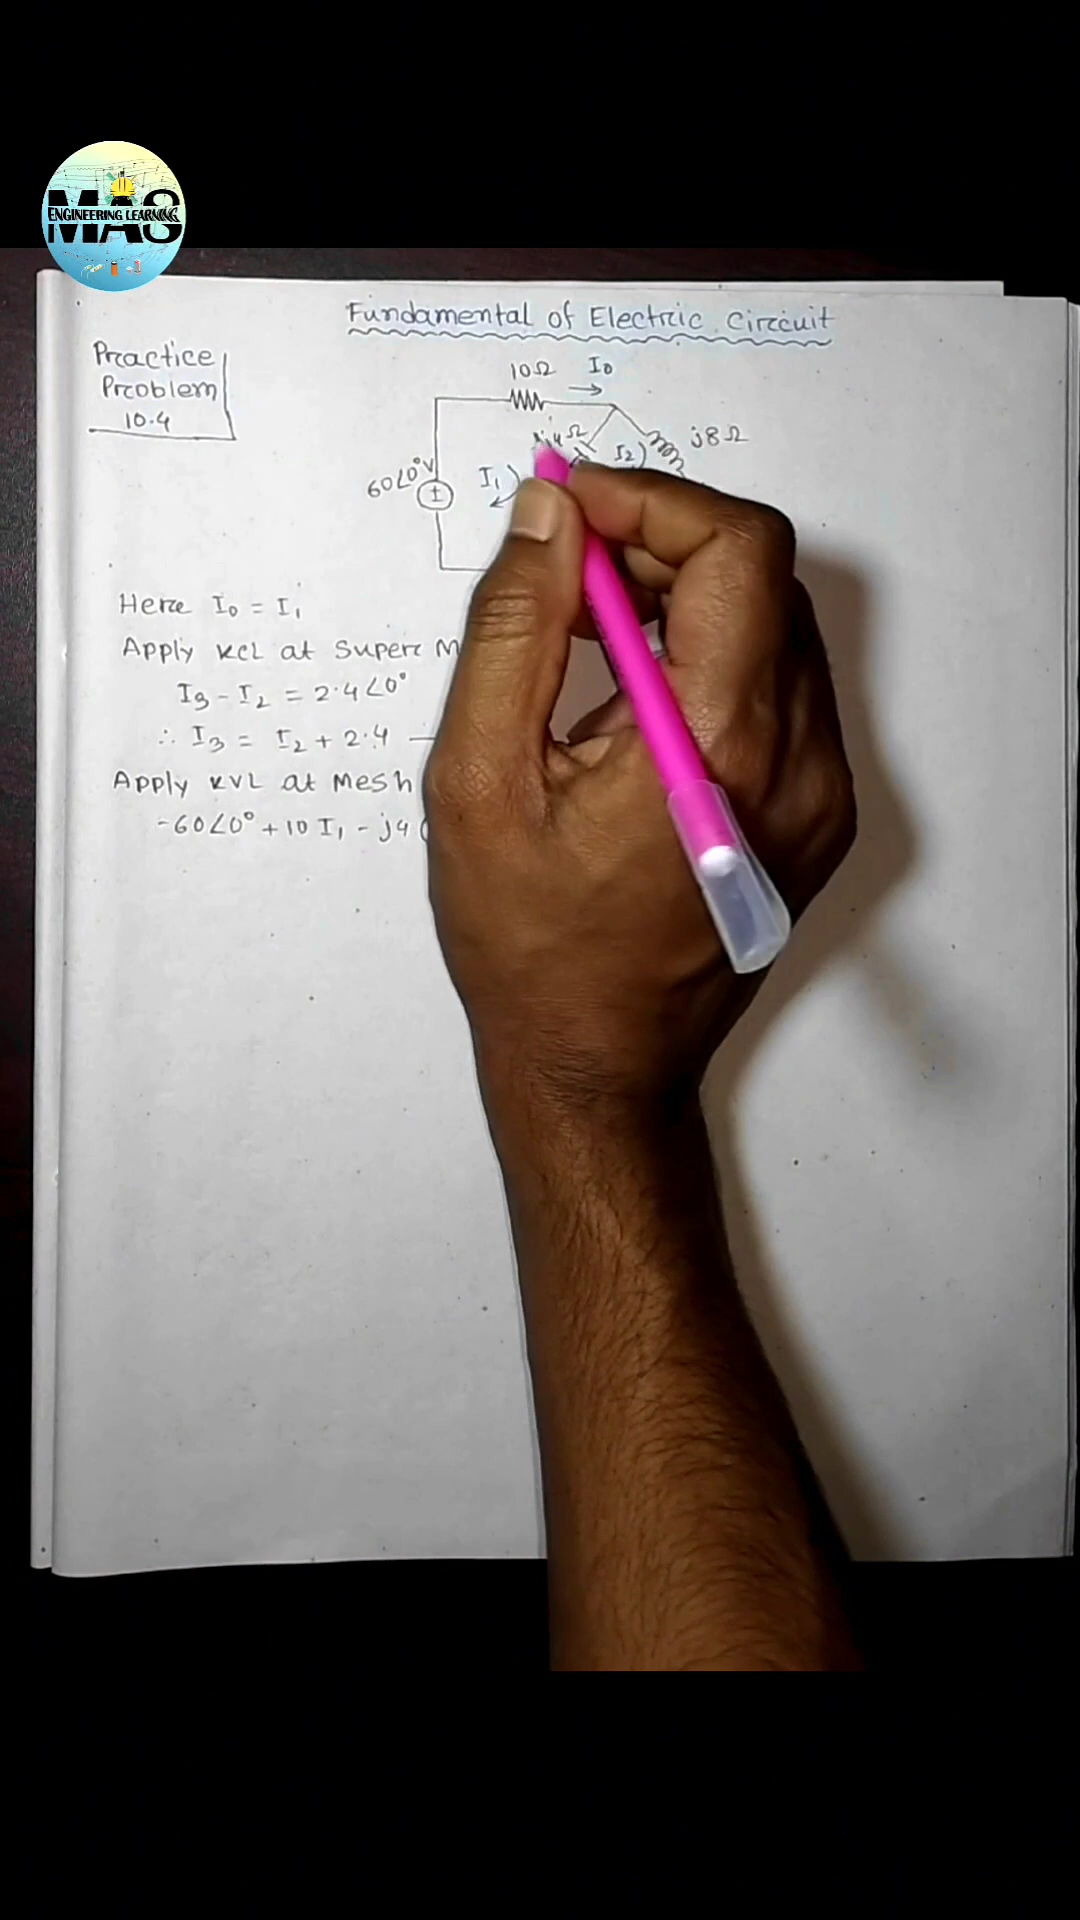 MAS
ENGINEERING LEARNING
Fundamental of Electric Circuit
Practice
Problem
10.4
10Ω
I₀
j8Ω
I₂
60∠0°V
I₁
Here I₀ = I₁
Apply KCL at Super M
I₃ - I₂ = 2.4∠0°
∴ I₃ = I₂ + 2.4
Apply KVL at Mesh
-60∠0° + 10 I₁ - j4 (